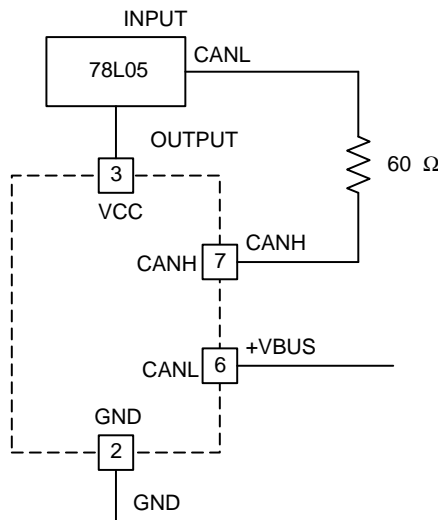 INPUT
78L05
CANL
OUTPUT
3
VCC
60 Ω
CANH
7
CANH
CANL
6
+VBUS
GND
2
GND